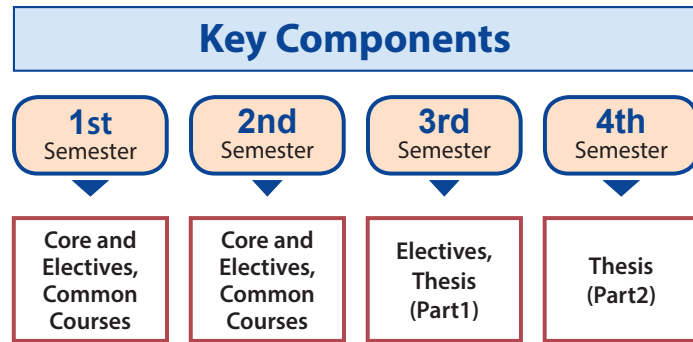 Key Components
1st
Semester
2nd
Semester
3rd
Semester
4th
Semester
Core and
Electives,
Common
Courses
Core and
Electives,
Common
Courses
Electives,
Thesis
(Part1)
Thesis
(Part2)